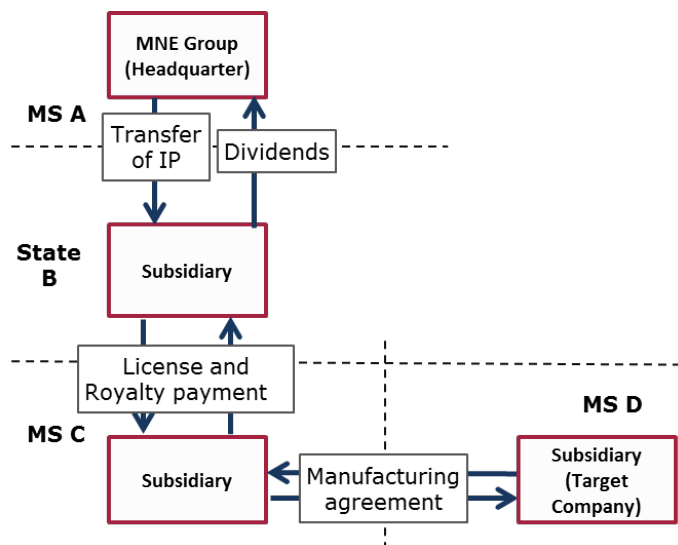 MNE Group
(Headquarter)
MS A
Transfer
of IP
Dividends
State
B
Subsidiary
License and
Royalty payment
MS C
MS D
Subsidiary
Manufacturing
agreement
Subsidiary
(Target
Company)